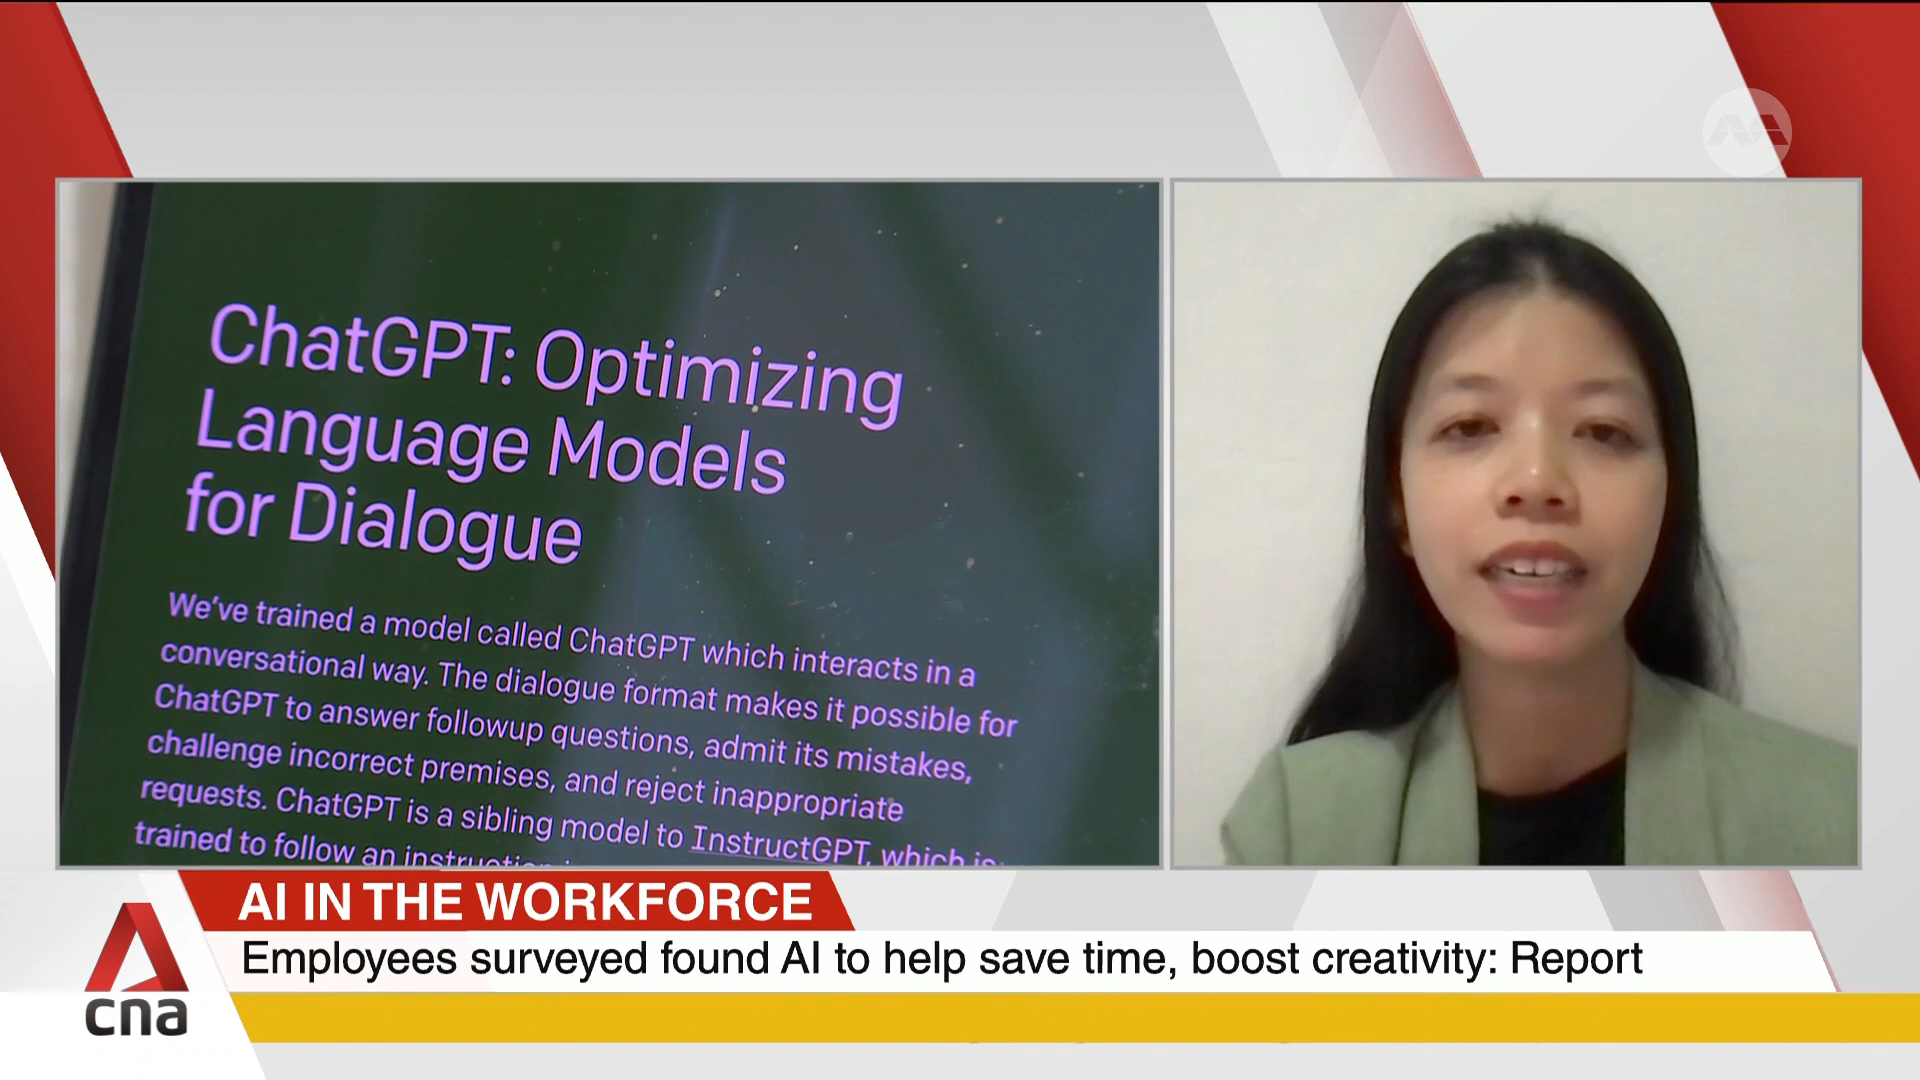 ChatGPT: Optimizing
Language Models
for Dialogue
We've trained a model called ChatGPT which interacts in a
conversational way. The dialogue format makes it possible for
ChatGPT to answer followup questions, admit its mistakes,
challenge incorrect premises, and reject inappropriate
requests. ChatGPT is a sibling model to InstructGPT, which is
trained to follow an
AI IN THE WORKFORCE
Employees surveyed found AI to help save time, boost creativity: Report
cna